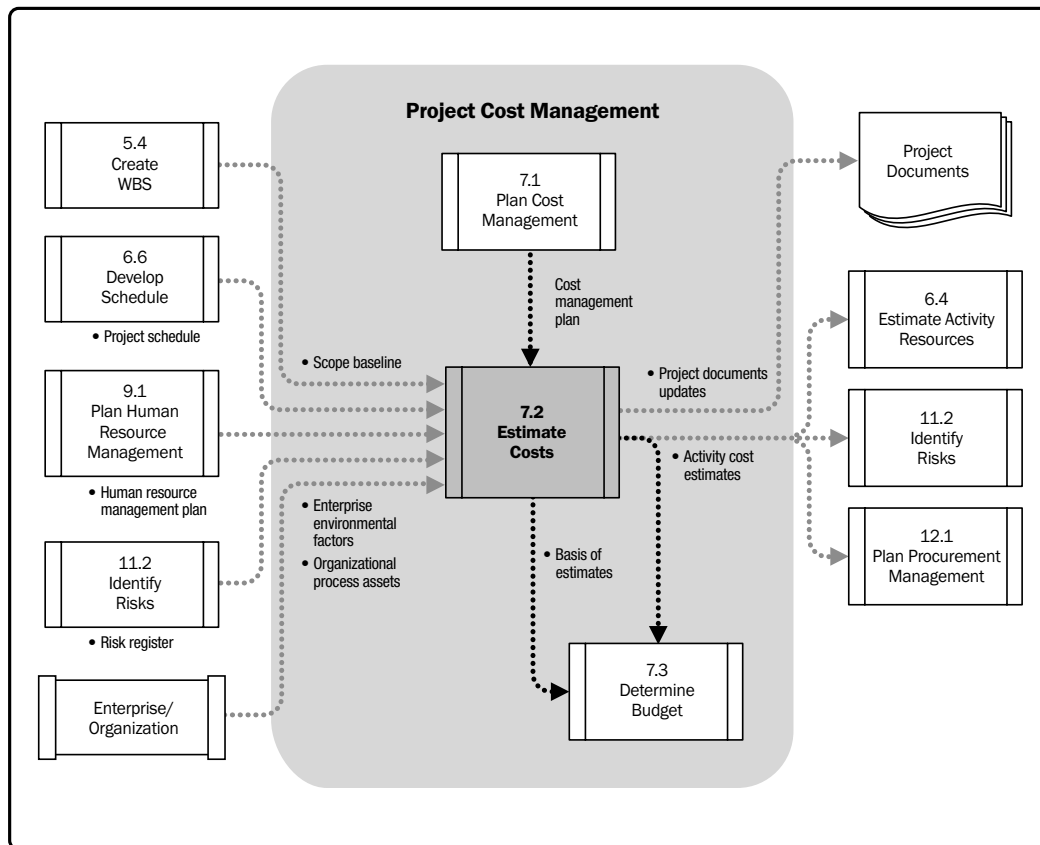 Project Cost Management
5.4
Create
WBS
6.6
Develop
Schedule
• Project schedule
9.1
Plan Human
Resource
Management
• Human resource
management plan
11.2
Identify
Risks
• Risk register
Enterprise/
Organization
• Scope baseline
• Enterprise
environmental
factors
• Organizational
process assets
7.1
Plan Cost
Management
Cost
management
plan
7.2
Estimate
Costs
• Project documents
updates
• Activity cost
estimates
• Basis of
estimates
7.3
Determine
Budget
Project
Documents
6.4
Estimate Activity
Resources
11.2
Identify
Risks
12.1
Plan Procurement
Management